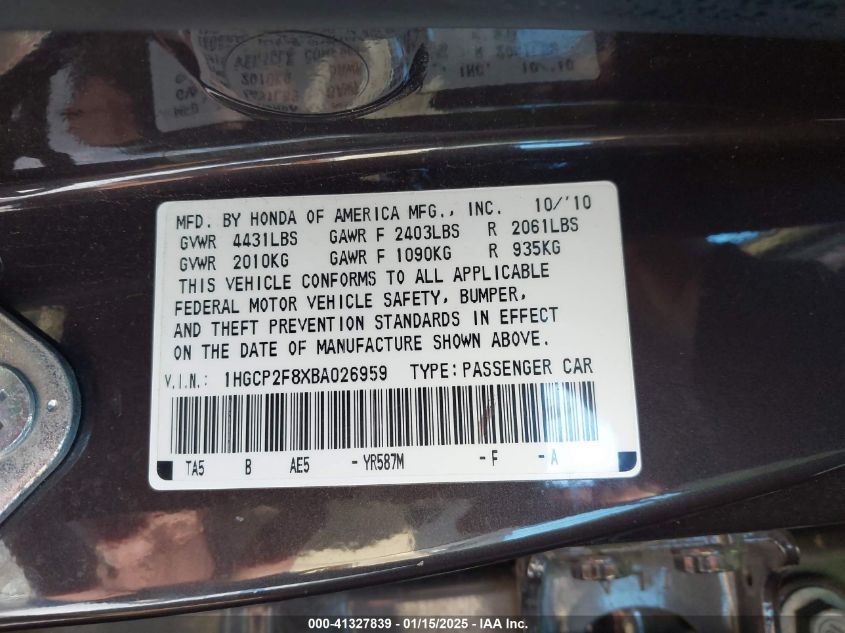 MFD. BY HONDA OF AMERICA MFG., INC. 10/'10
GVWR 4431LBS GAWR F 2403LBS R 2061LBS
GVWR 2010KG GAWR F 1090KG R 935KG
THIS VEHICLE CONFORMS TO ALL APPLICABLE
FEDERAL MOTOR VEHICLE SAFETY, BUMPER,
AND THEFT PREVENTION STANDARDS IN EFFECT
ON THE DATE OF MANUFACTURE SHOWN ABOVE.
V.I.N.: 1HGCP2F8XBA026959 TYPE:PASSENGER CAR
TA5 B AE5 -YR587M -F -A
000-41327839 - 01/15/2025 - IAA Inc.